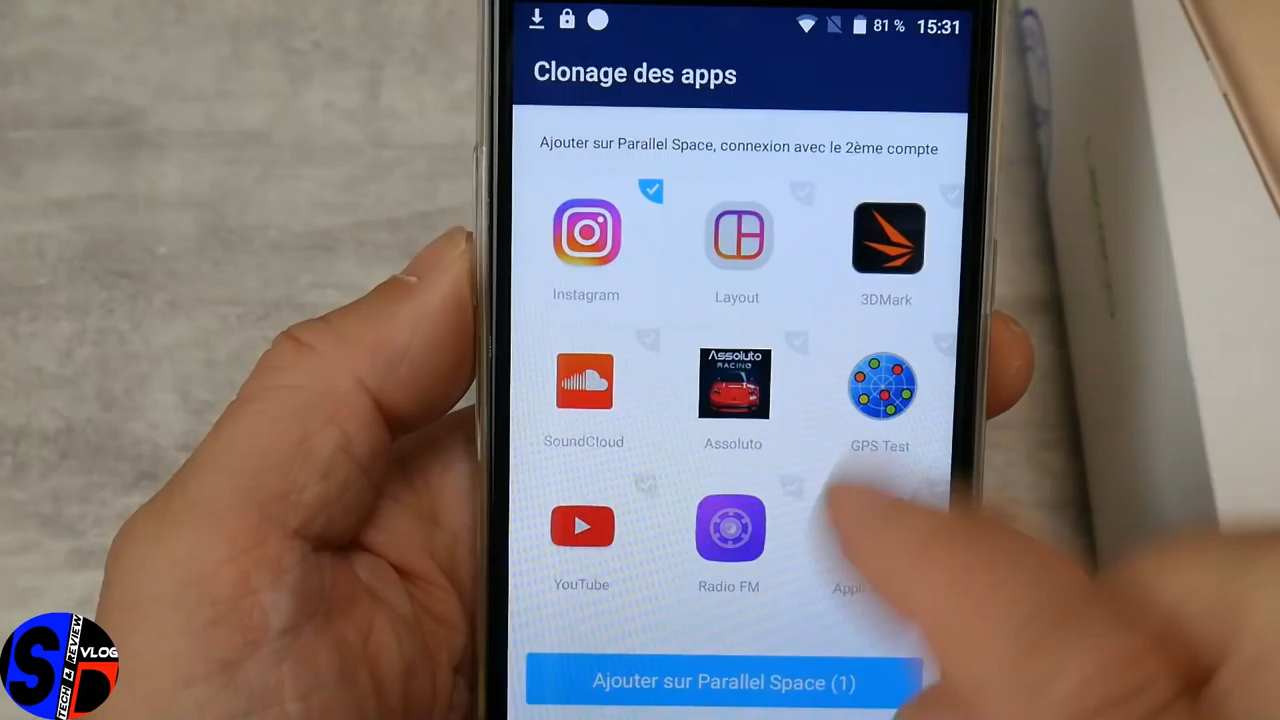 81 % 15:31
Clonage des apps
Ajouter sur Parallel Space, connexion avec le 2ème compte
Instagram Layout 3DMark
ASSOLUTO
RACING
SoundCloud Assoluto GPS Test
YouTube Radio FM
Ajouter sur Parallel Space (1)
SD
TECH & REVIEW
VLOG